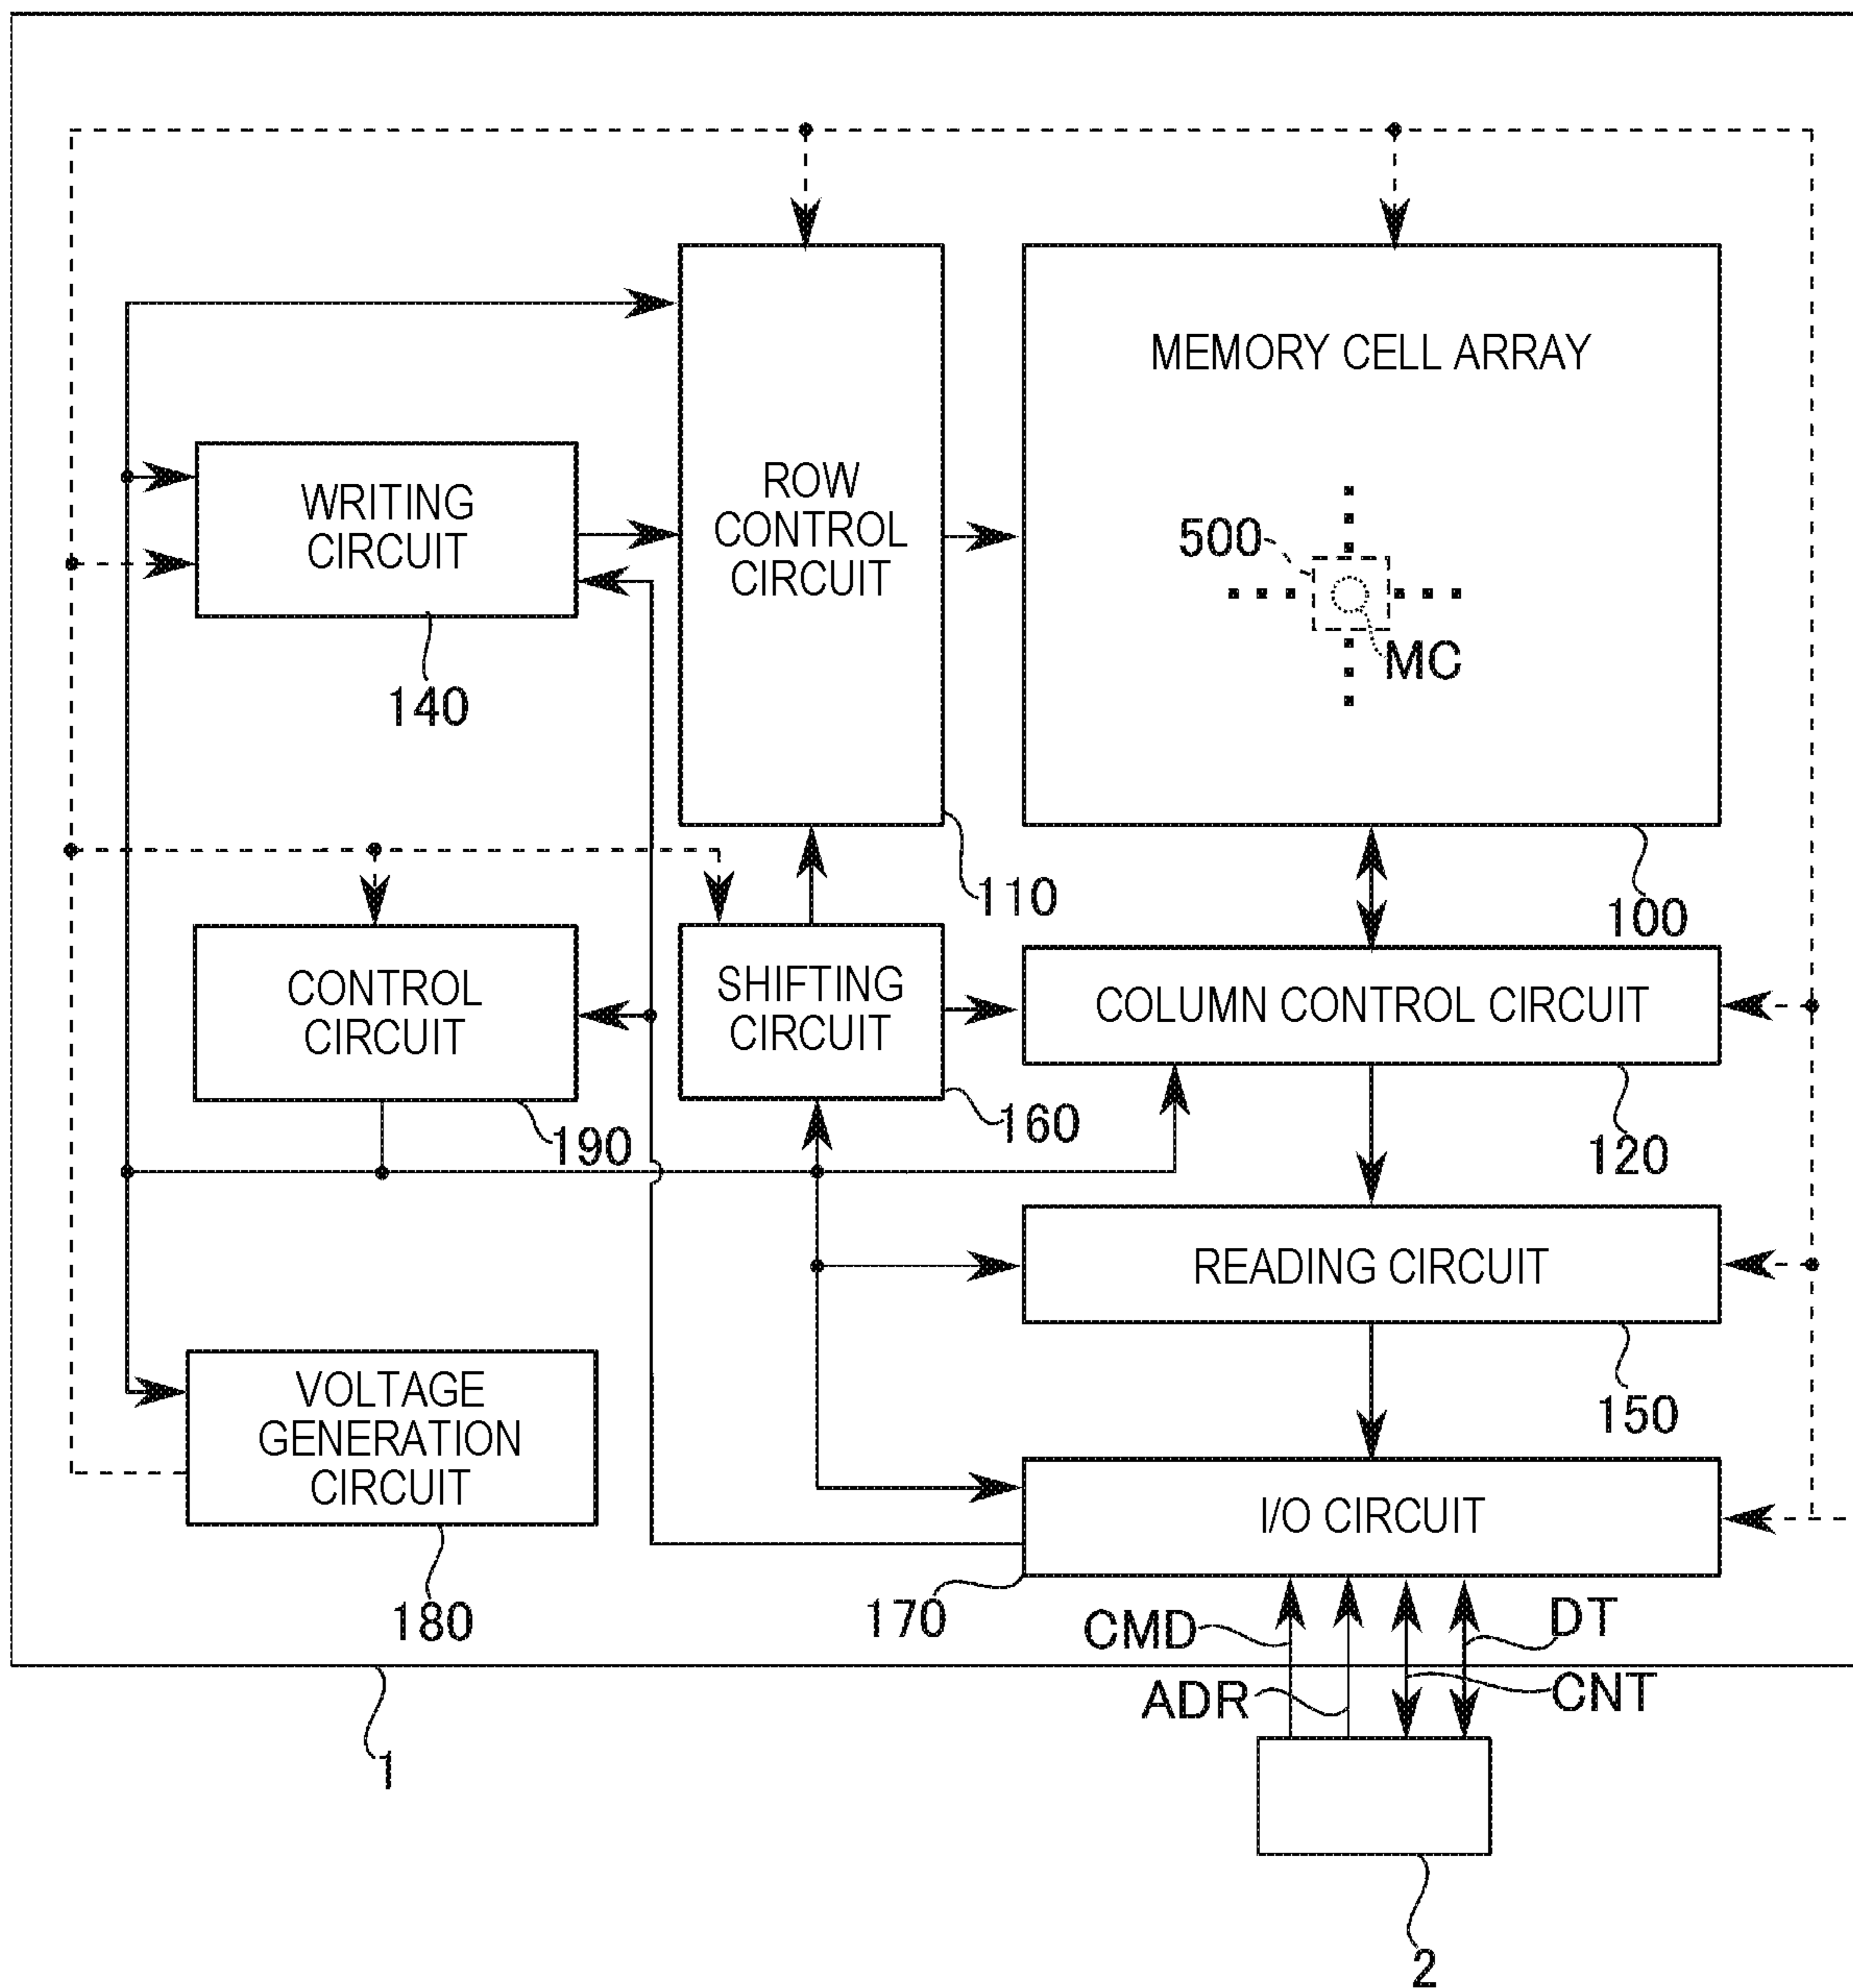 MEMORY CELL ARRAY
500
MC
100
ROW
CONTROL
CIRCUIT
110
WRITING
CIRCUIT
140
CONTROL
CIRCUIT
190
SHIFTING
CIRCUIT
160
COLUMN CONTROL CIRCUIT
120
READING CIRCUIT
150
VOLTAGE
GENERATION
CIRCUIT
180
I/O CIRCUIT
170
CMD
DT
ADR
CNT
1
2